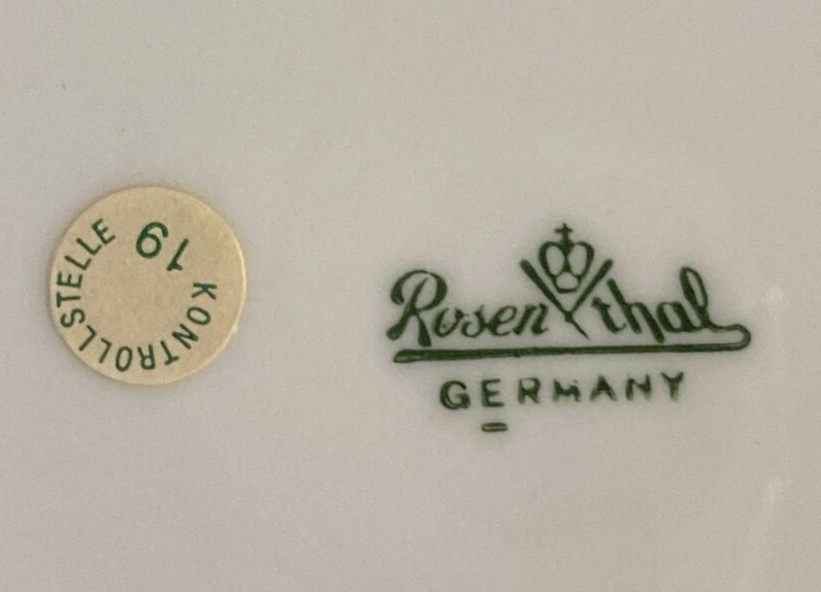 KONTROLLSTELLE
19
Rosenthal
GERMANY